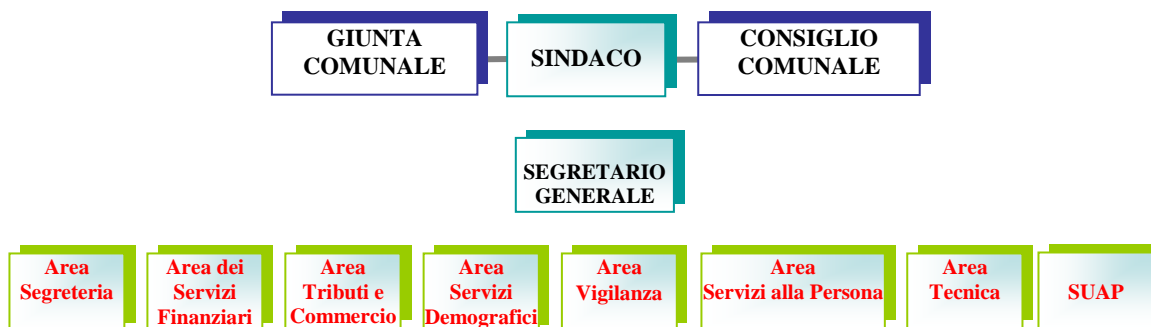 GIUNTA
COMUNALE
SINDACO
CONSIGLIO
COMUNALE
SEGRETARIO
GENERALE
Area
Segreteria
Area dei
Servizi
Finanziari
Area
Tributi e
Commercio
Area
Servizi
Demografici
Area
Vigilanza
Area
Servizi alla Persona
Area
Tecnica
SUAP